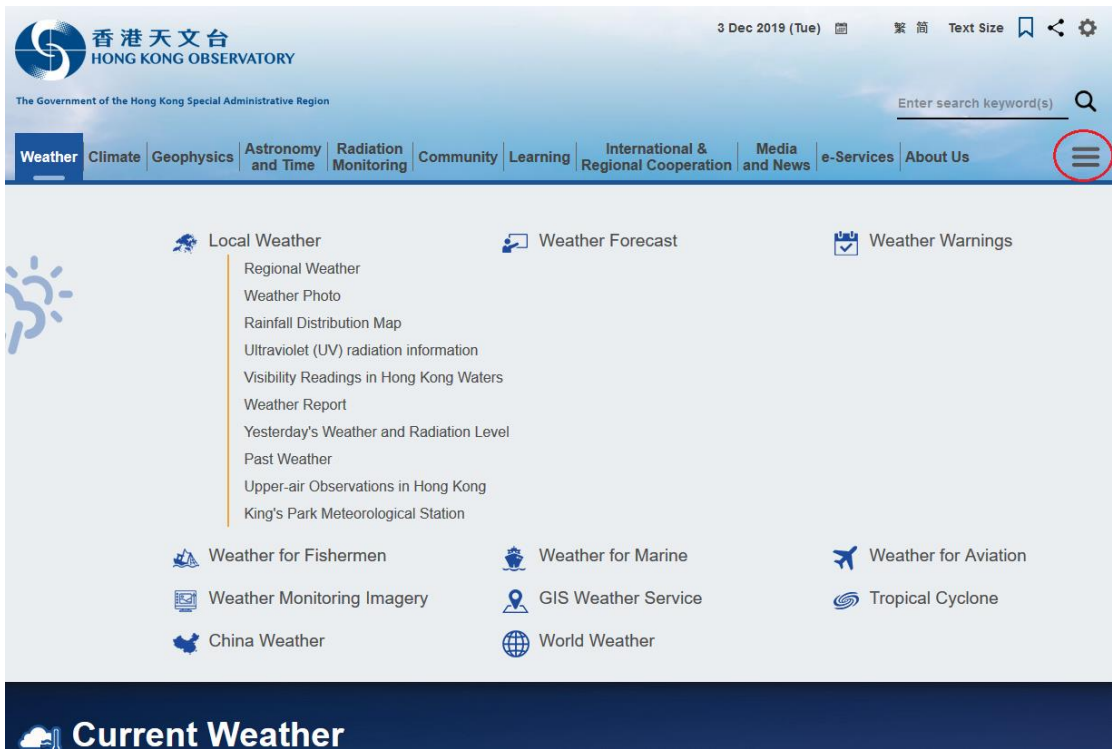 3 Dec 2019 (Tue) 繁 简 Text Size
香港天文台
HONG KONG OBSERVATORY
The Government of the Hong Kong Special Administrative Region
Enter search keyword(s)
Weather Climate Geophysics Astronomy and Time Radiation Monitoring Community Learning International & Regional Cooperation Media and News e-Services About Us
Local Weather
Regional Weather
Weather Photo
Rainfall Distribution Map
Ultraviolet (UV) radiation information
Visibility Readings in Hong Kong Waters
Weather Report
Yesterday's Weather and Radiation Level
Past Weather
Upper-air Observations in Hong Kong
King's Park Meteorological Station
Weather Forecast
Weather Warnings
Weather for Fishermen
Weather for Marine
Weather for Aviation
Weather Monitoring Imagery
GIS Weather Service
Tropical Cyclone
China Weather
World Weather
Current Weather